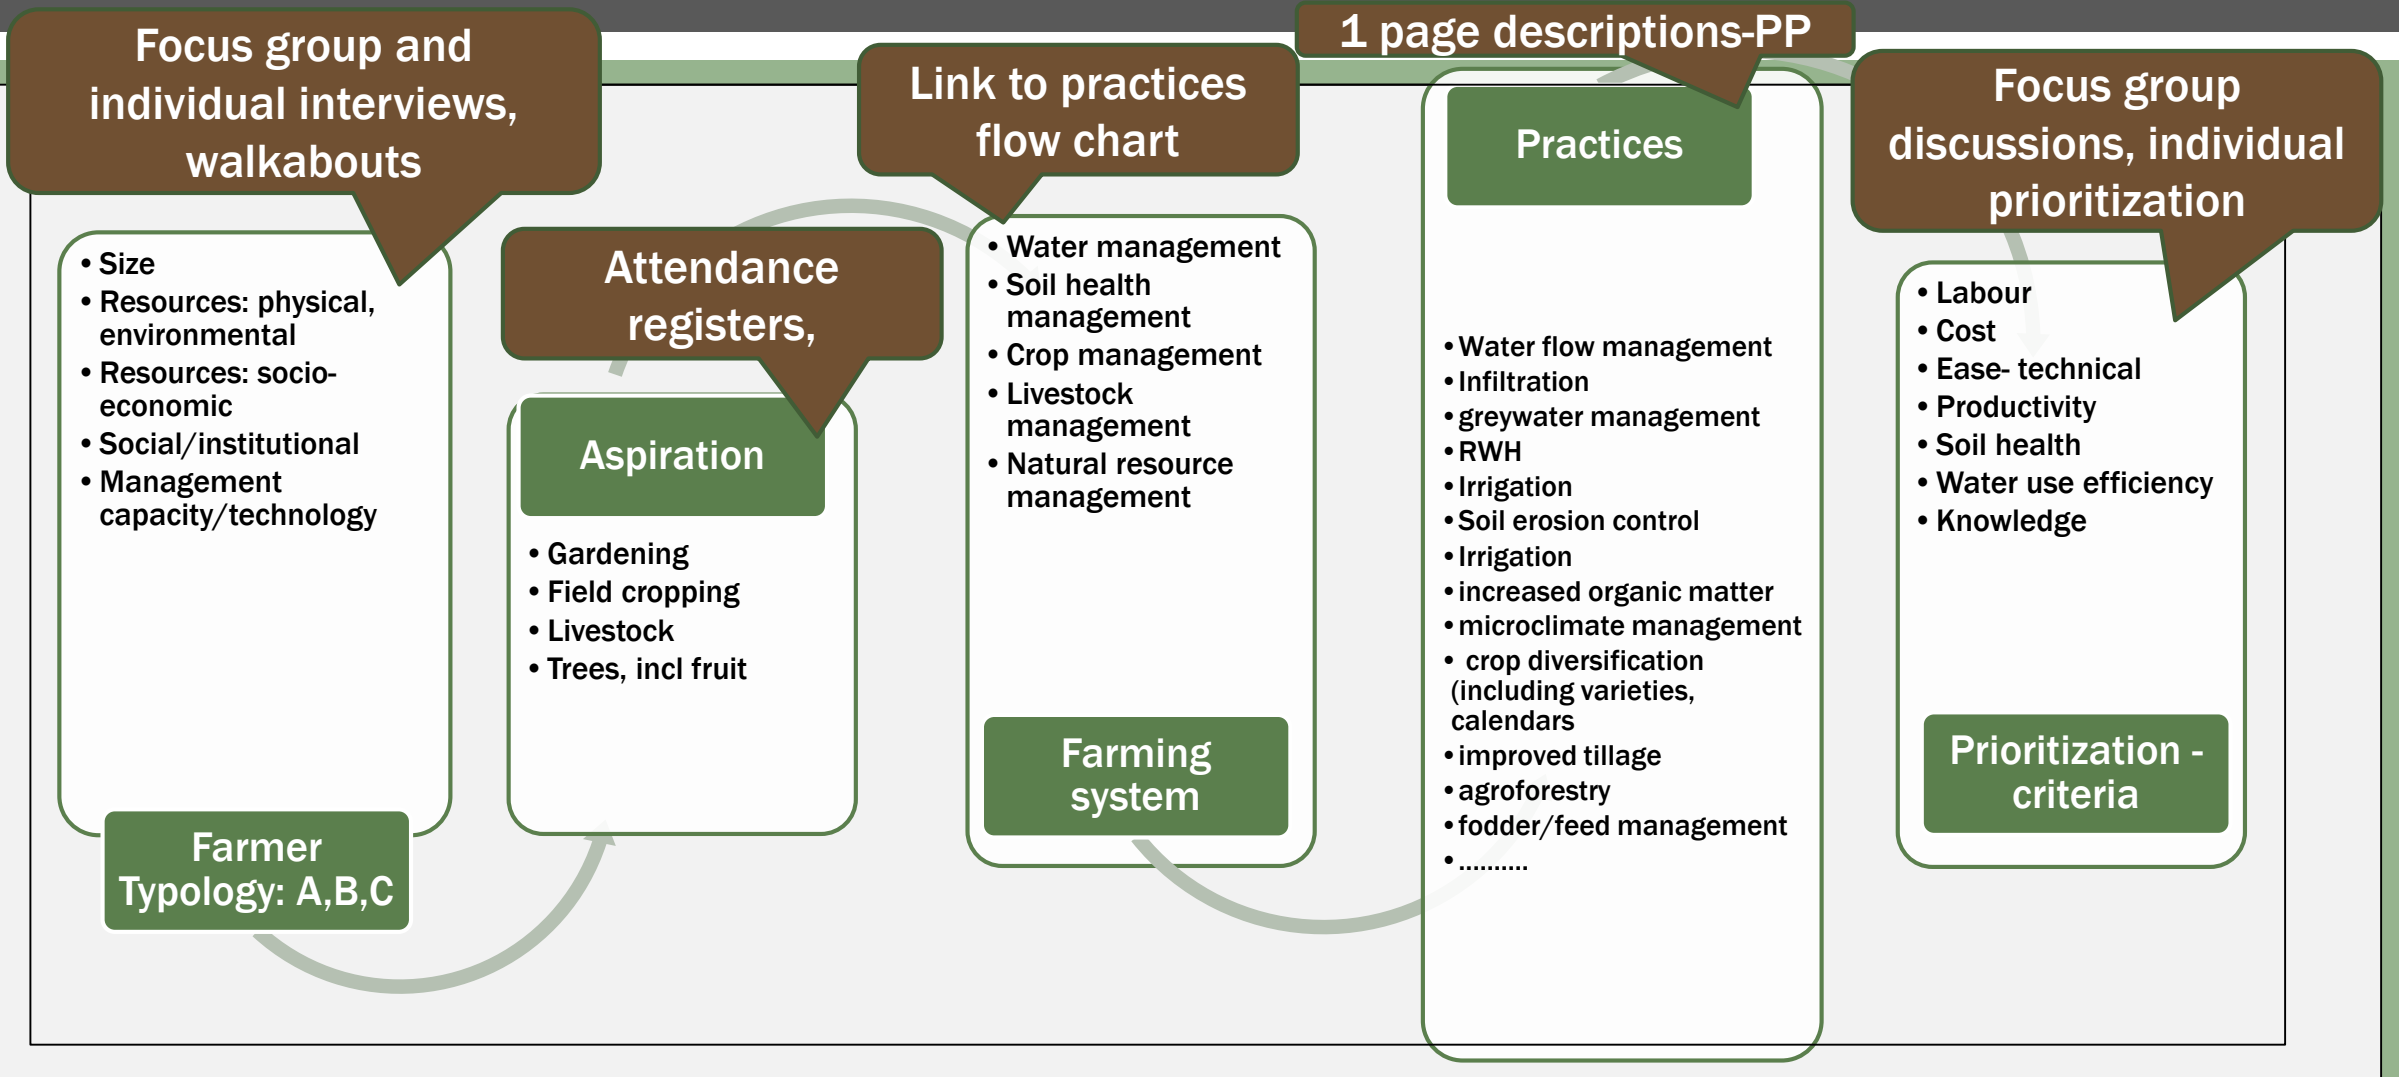 Focus group and
individual interviews,
walkabouts
• Size
• Resources: physical,
environmental
• Resources: socio-
economic
• Social/institutional
• Management
capacity/technology
Farmer
Typology: A,B,C
Attendance
registers,
Aspiration
• Gardening
• Field cropping
• Livestock
• Trees, incl fruit
Link to practices
flow chart
• Water management
• Soil health
management
• Crop management
• Livestock
management
• Natural resource
management
Farming
system
1 page descriptions-PP
Practices
• Water flow management
• Infiltration
• greywater management
• RWH
• Irrigation
• Soil erosion control
• Irrigation
• increased organic matter
• microclimate management
• crop diversification
(including varieties,
calendars
• improved tillage
• agroforestry
• fodder/feed management
• ..........
Focus group
discussions, individual
prioritization
• Labour
• Cost
• Ease- technical
• Productivity
• Soil health
• Water use efficiency
• Knowledge
Prioritization -
criteria